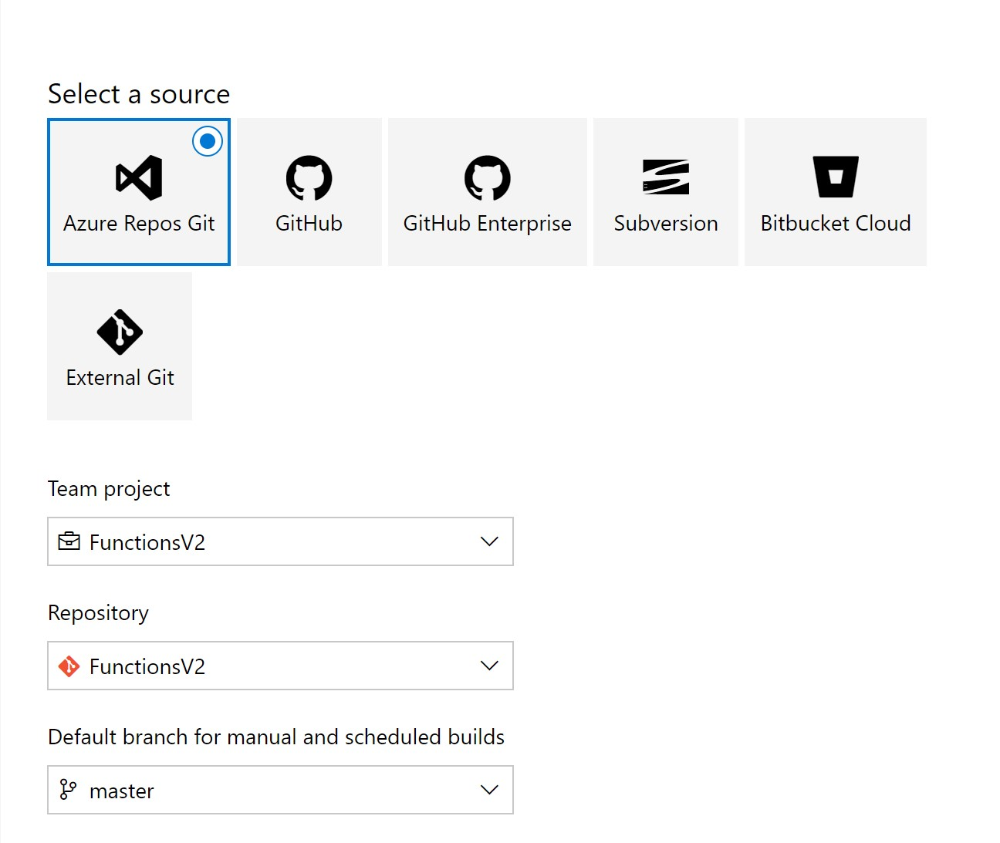 Select a source
Azure Repos Git
GitHub
GitHub Enterprise
Subversion
Bitbucket Cloud
External Git
Team project
FunctionsV2
Repository
FunctionsV2
Default branch for manual and scheduled builds
master